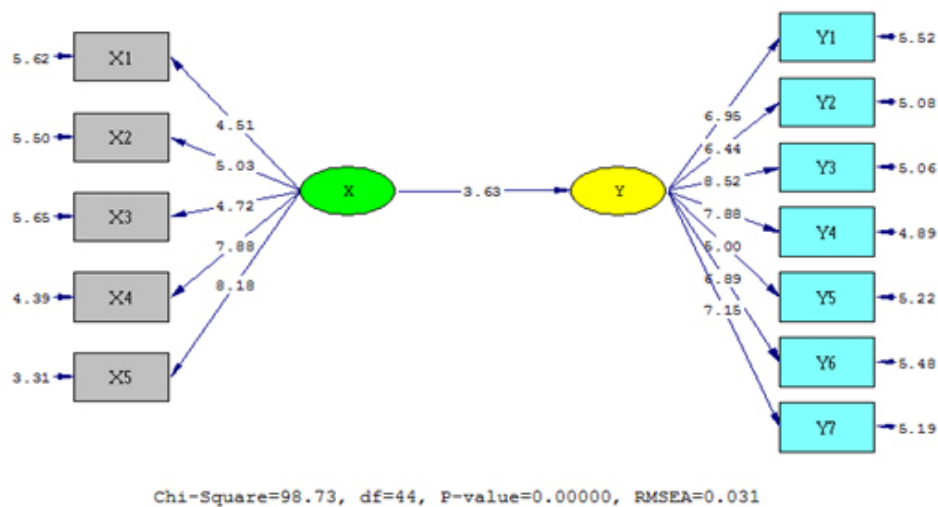 5.62
X1
5.50
X2
5.65
X3
4.39
X4
3.31
X5
4.51
5.03
4.72
7.88
8.18
X
3.63
Y
6.95
6.44
8.52
7.88
6.89
7.15
Y1
5.52
Y2
5.08
Y3
5.06
Y4
4.89
Y5
5.22
Y6
5.48
Y7
5.19
Chi-Square=98.73, df=44, P-value=0.00000, RMSEA=0.031